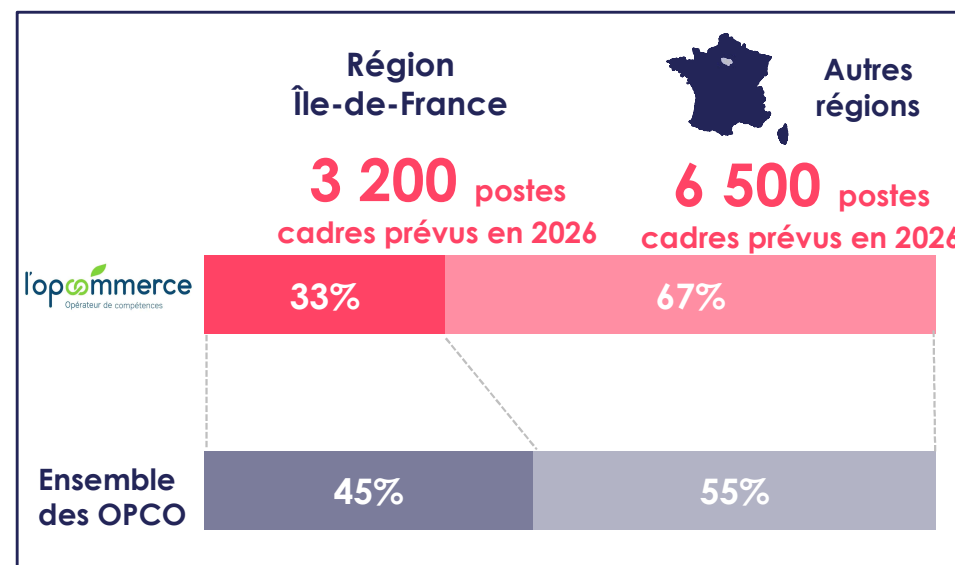 Région
Île-de-France
Autres
régions
3 200 postes
cadres prévus en 2026
6 500 postes
cadres prévus en 2026
l'opcommerce
Opérateur de compétences
33%
67%
Ensemble
des OPCO
45%
55%